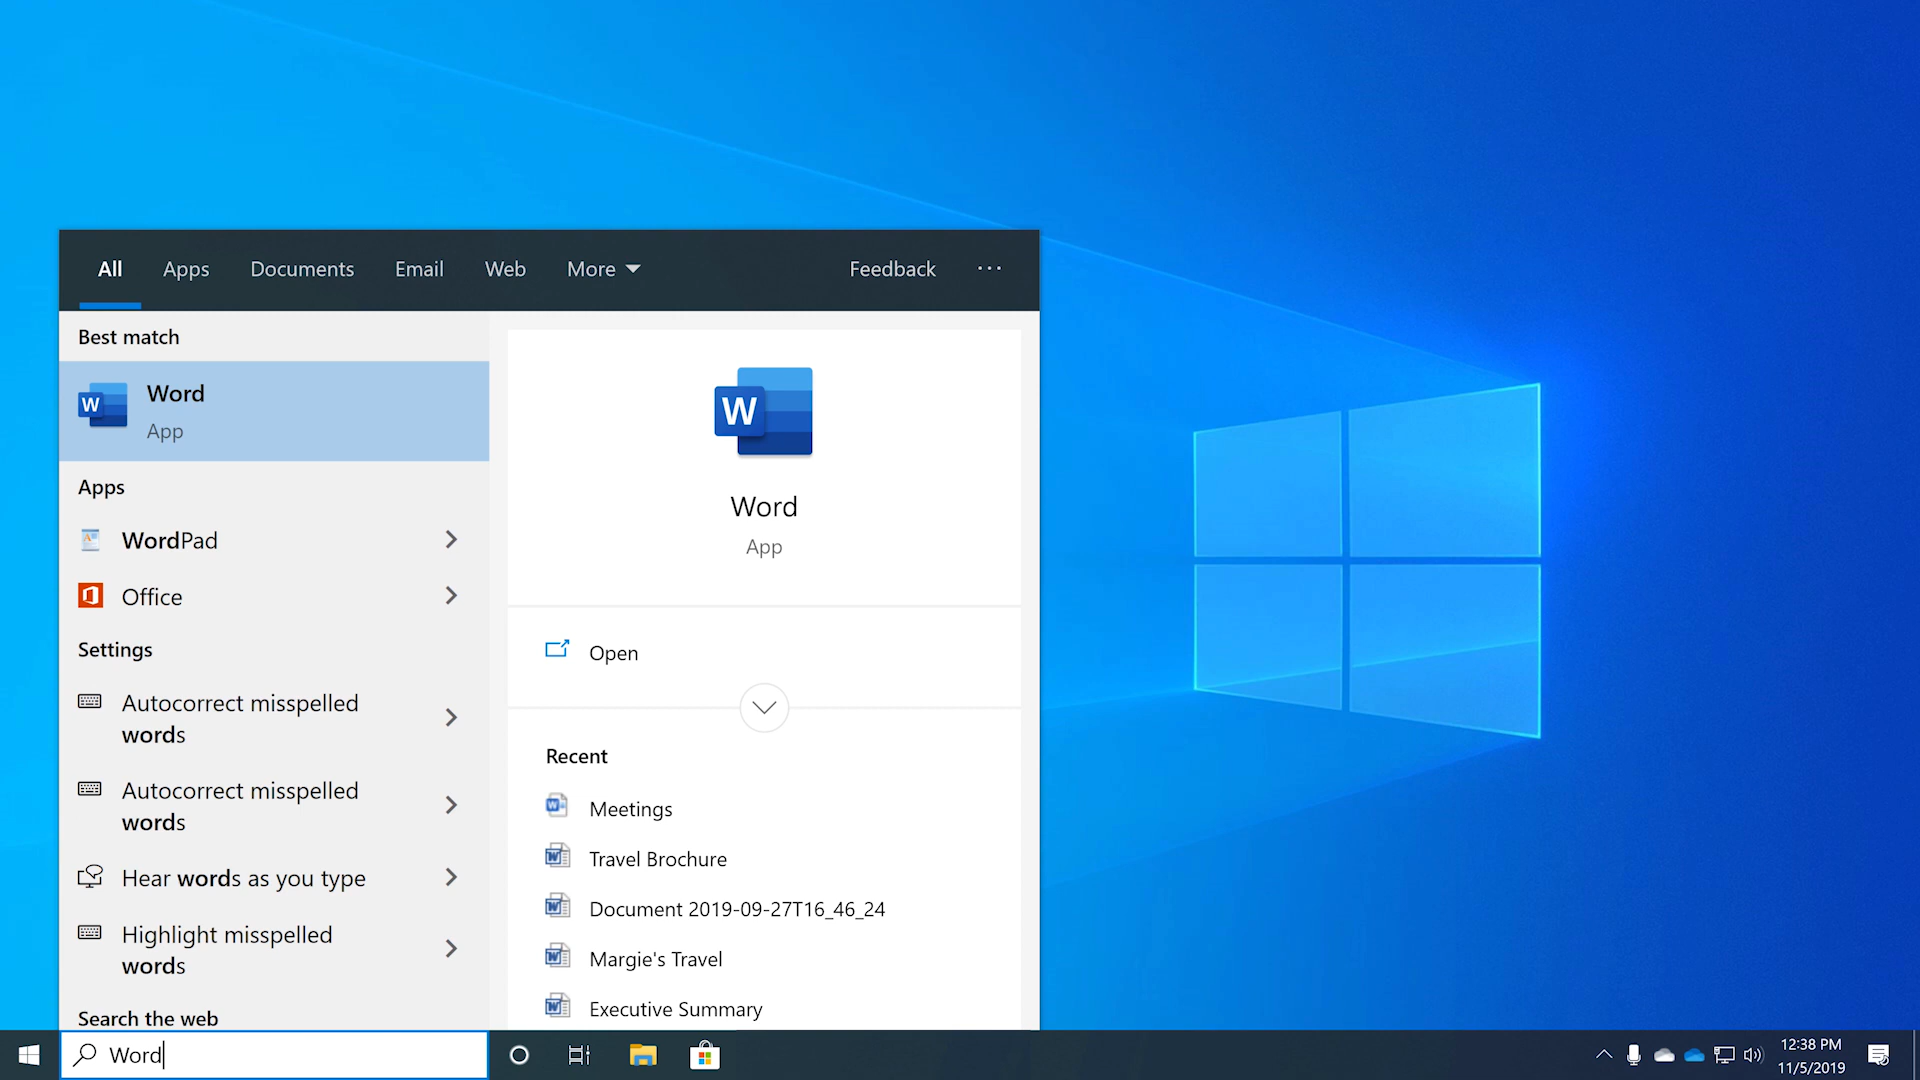 All Apps Documents Email Web More Feedback ...
Best match
Word
App
Apps
WordPad
Office
Settings
Autocorrect misspelled
words
Autocorrect misspelled
words
Hear words as you type
Highlight misspelled
words
Search the web
W
Word
App
Open
Recent
Meetings
Travel Brochure
Document 2019-09-27T16_46_24
Margie's Travel
Executive Summary
Word
12:38 PM
11/5/2019